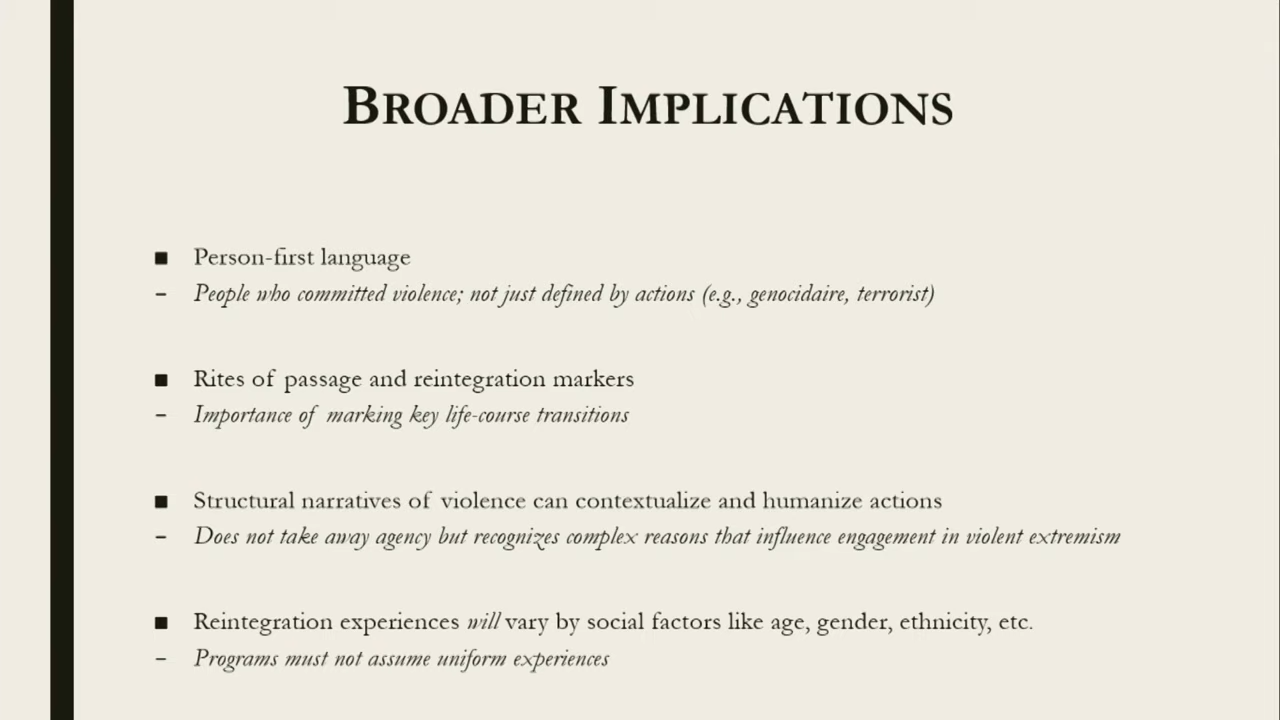 BROADER IMPLICATIONS
■ Person-first language
– People who committed violence; not just defined by actions (e.g., genocidaire, terrorist)
■ Rites of passage and reintegration markers
– Importance of marking key life-course transitions
■ Structural narratives of violence can contextualize and humanize actions
– Does not take away agency but recognizes complex reasons that influence engagement in violent extremism
■ Reintegration experiences will vary by social factors like age, gender, ethnicity, etc.
– Programs must not assume uniform experiences